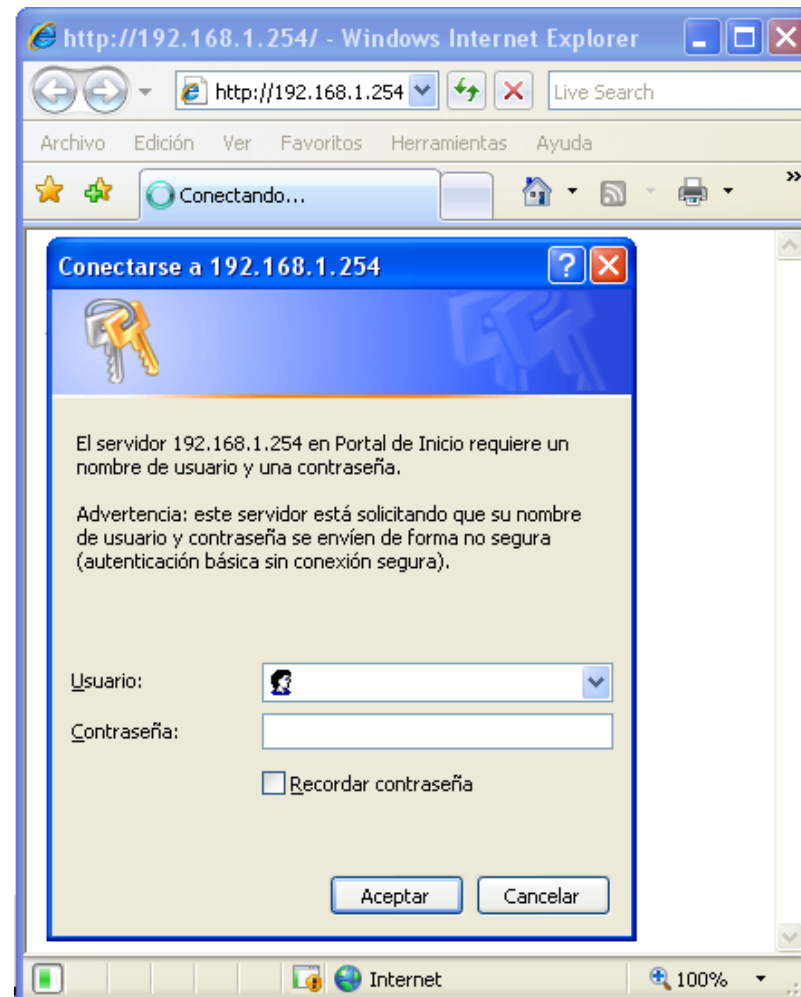 http://192.168.1.254/ - Windows Internet Explorer
http://192.168.1.254
Live Search
Archivo Edición Ver Favoritos Herramientas Ayuda
Conectando...
»
Conectarse a 192.168.1.254
El servidor 192.168.1.254 en Portal de Inicio requiere un
nombre de usuario y una contraseña.
Advertencia: este servidor está solicitando que su nombre
de usuario y contraseña se envíen de forma no segura
(autenticación básica sin conexión segura).
Usuario:
Contraseña:
Recordar contraseña
Aceptar Cancelar
Internet 100%